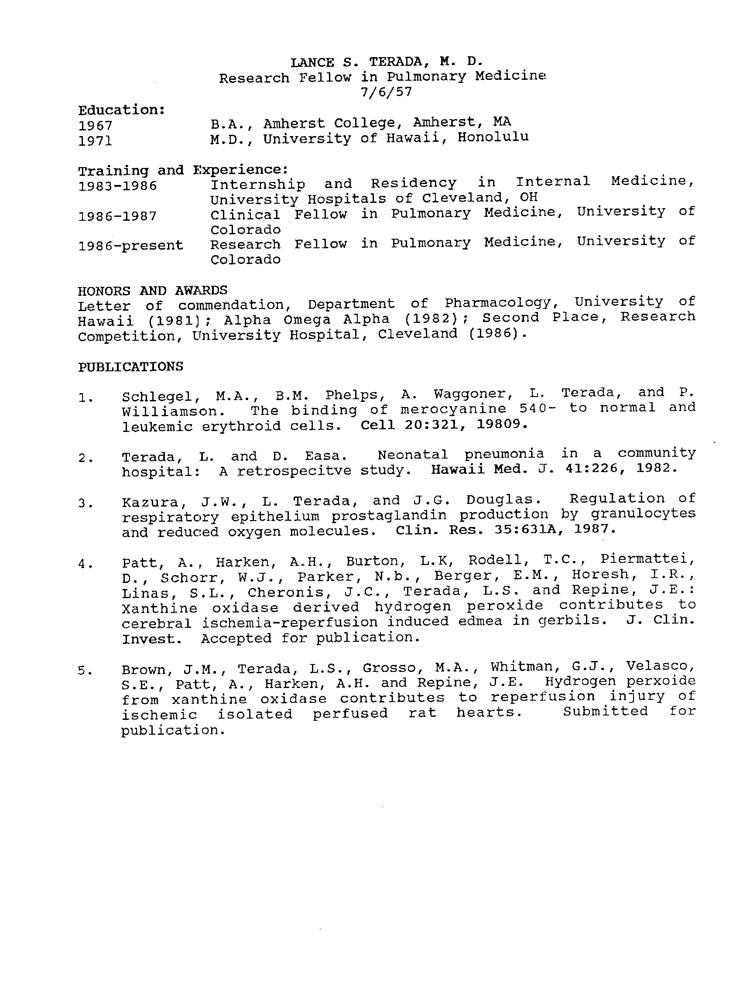 LANCE S. TERADA, M. D.
Research Fellow in Pulmonary Medicine
7/6/57
Education:
1967 B.A., Amherst College, Amherst, MA
1971 M.D., University of Hawaii, Honolulu
Training and Experience:
1983-1986 Internship and Residency in Internal Medicine,
University Hospitals of Cleveland, OH
1986-1987 Clinical Fellow in Pulmonary Medicine, University of
Colorado
1986-present Research Fellow in Pulmonary Medicine, University of
Colorado
HONORS AND AWARDS
Letter of commendation, Department of Pharmacology, University of
Hawaii (1981); Alpha Omega Alpha (1982); Second Place, Research
Competition, University Hospital, Cleveland (1986).
PUBLICATIONS
1. Schlegel, M.A., B.M. Phelps, A. Waggoner, L. Terada, and P.
Williamson. The binding of merocyanine 540- to normal and
leukemic erythroid cells. Cell 20:321, 19809.
2. Terada, L. and D. Easa. Neonatal pneumonia in a community
hospital: A retrospecitve study. Hawaii Med. J. 41:226, 1982.
3. Kazura, J.W., L. Terada, and J.G. Douglas. Regulation of
respiratory epithelium prostaglandin production by granulocytes
and reduced oxygen molecules. Clin. Res. 35:631A, 1987.
4. Patt, A., Harken, A.H., Burton, L.K, Rodell, T.C., Piermattei,
D., Schorr, W.J., Parker, N.b., Berger, E.M., Horesh, I.R.,
Linas, S.L., Cheronis, J.C., Terada, L.S. and Repine, J.E.:
Xanthine oxidase derived hydrogen peroxide contributes to
cerebral ischemia-reperfusion induced edmea in gerbils. J. Clin.
Invest. Accepted for publication.
5. Brown, J.M., Terada, L.S., Grosso, M.A., Whitman, G.J., Velasco,
S.E., Patt, A., Harken, A.H. and Repine, J.E. Hydrogen perxoide
from xanthine oxidase contributes to reperfusion injury of
ischemic isolated perfused rat hearts. Submitted for
publication.